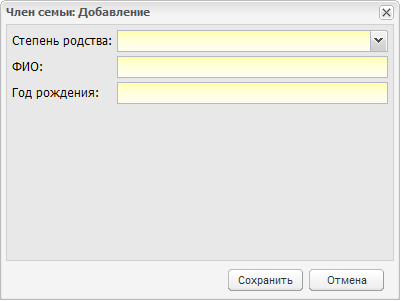 Член семьи: Добавление
Степень родства:
ФИО:
Год рождения:
Сохранить Отмена